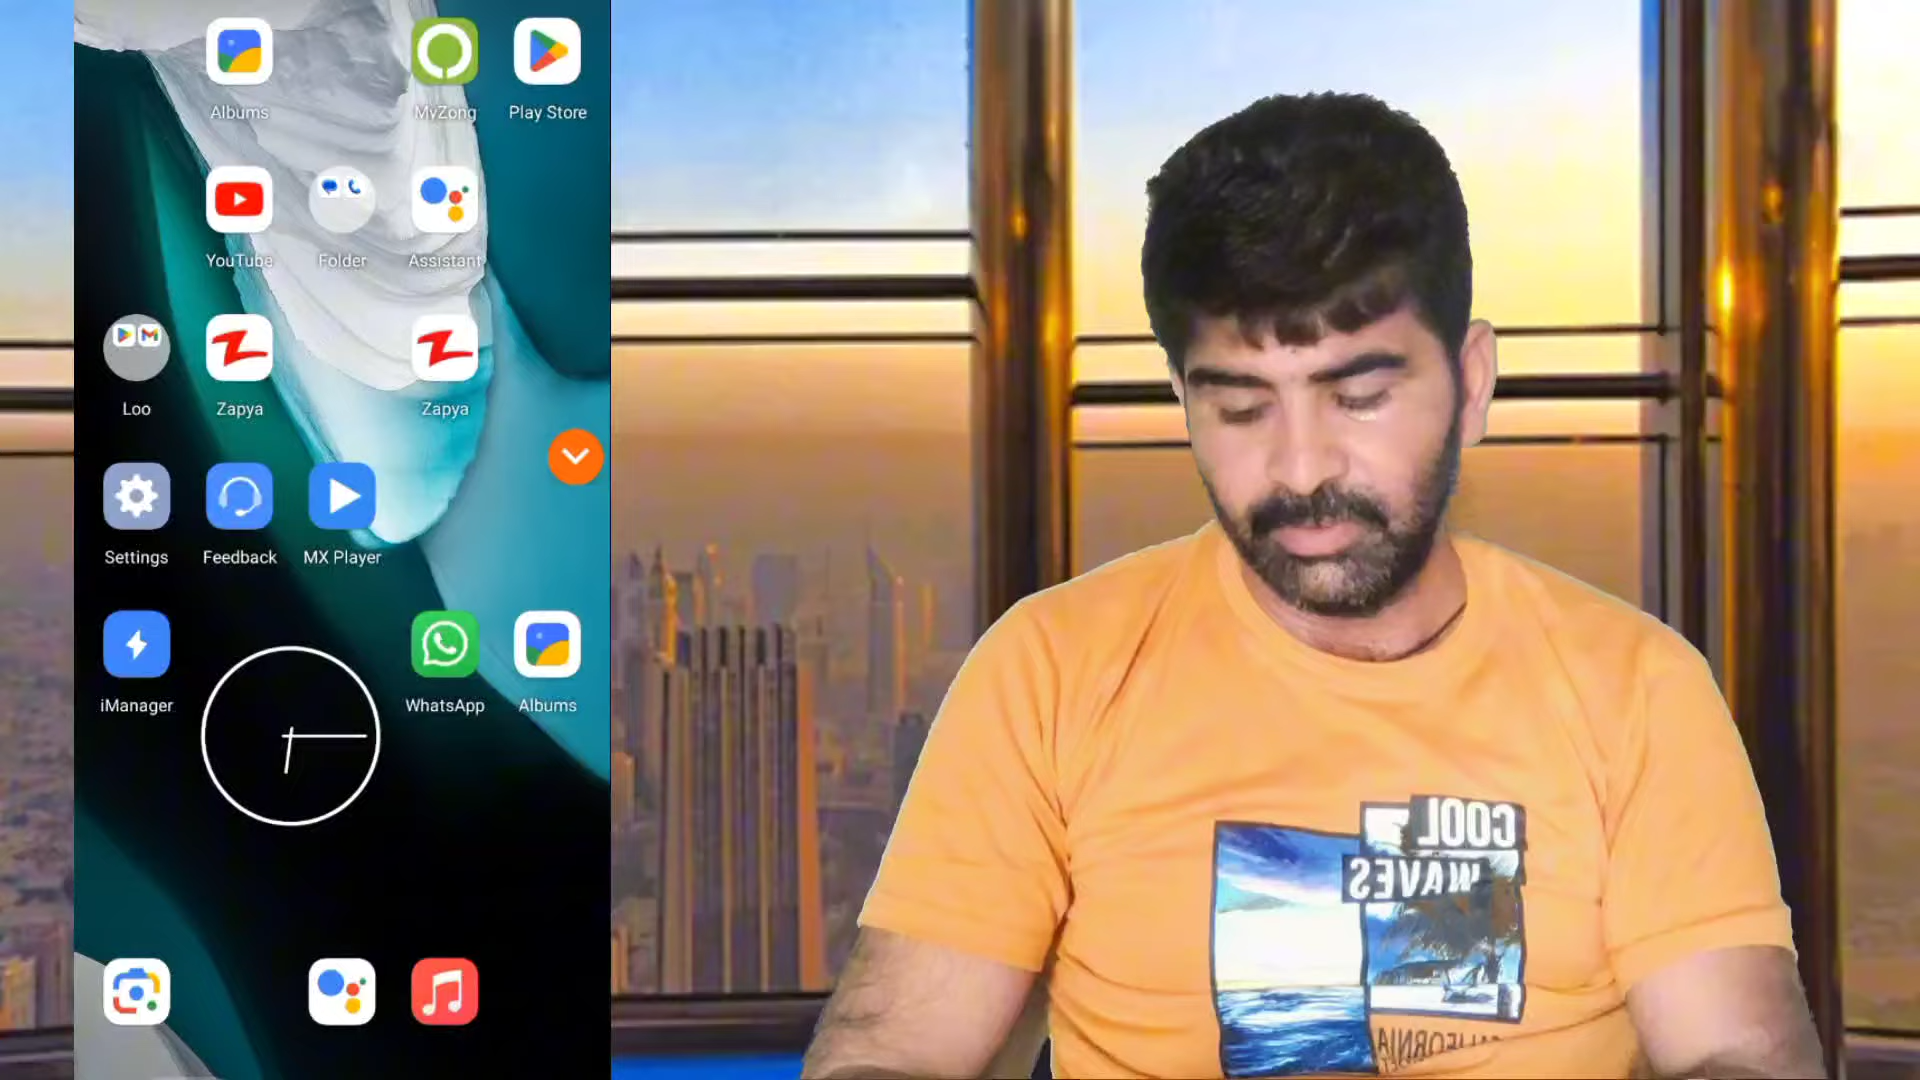 Albums
MyZong
Play Store
YouTube
Folder
Assistant
Loo
Zapya
Zapya
Settings
Feedback
MX Player
iManager
WhatsApp
Albums
COOL
WAVES
CALIFORNIA